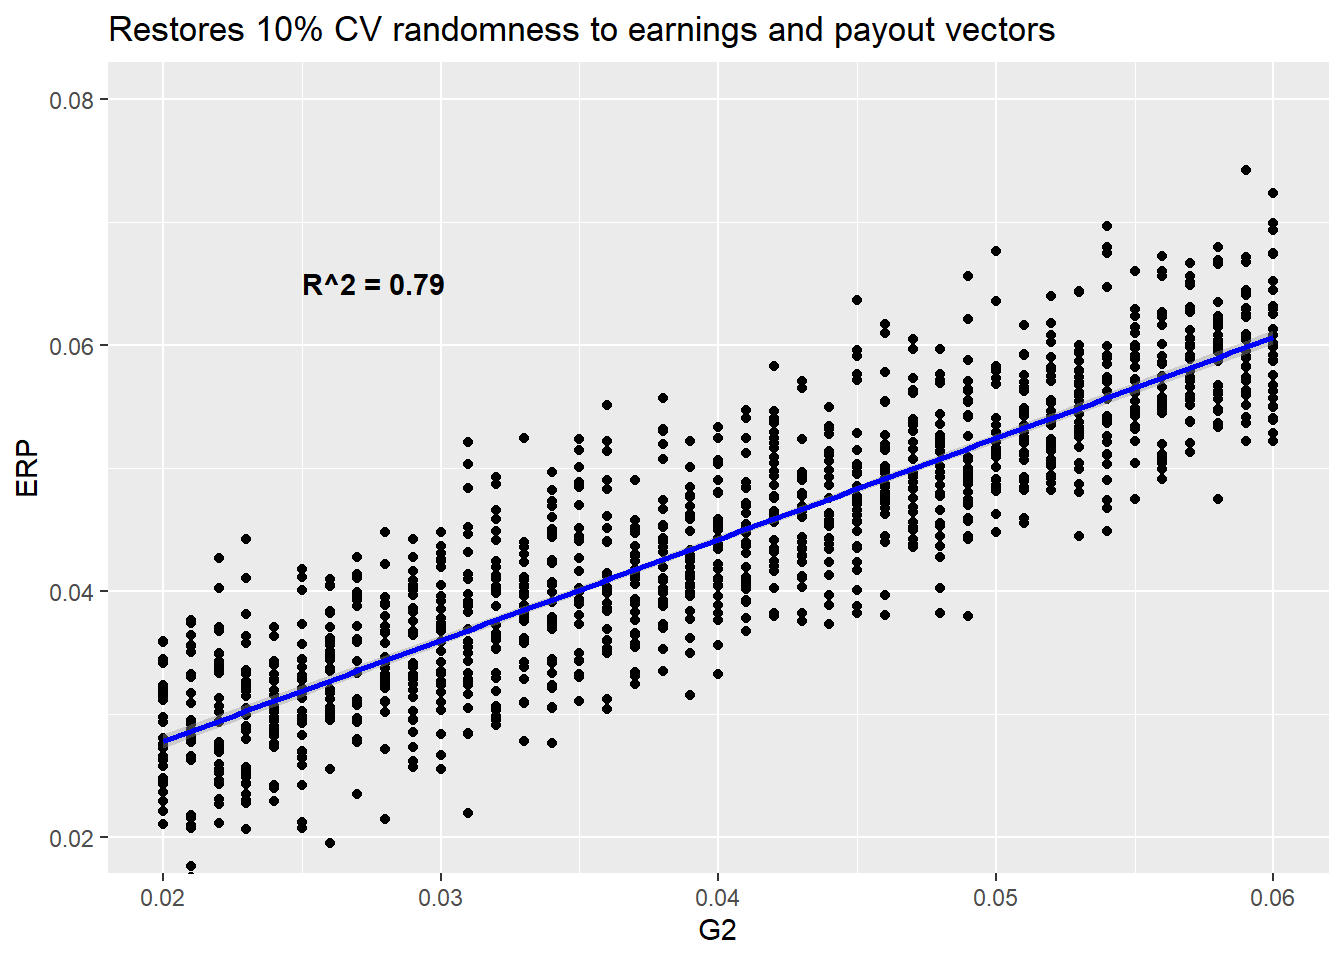 Restores 10% CV randomness to earnings and payout vectors
0.08
0.06
0.04
0.02
ERP
R^2 = 0.79
0.02 0.03 0.04 0.05 0.06
G2